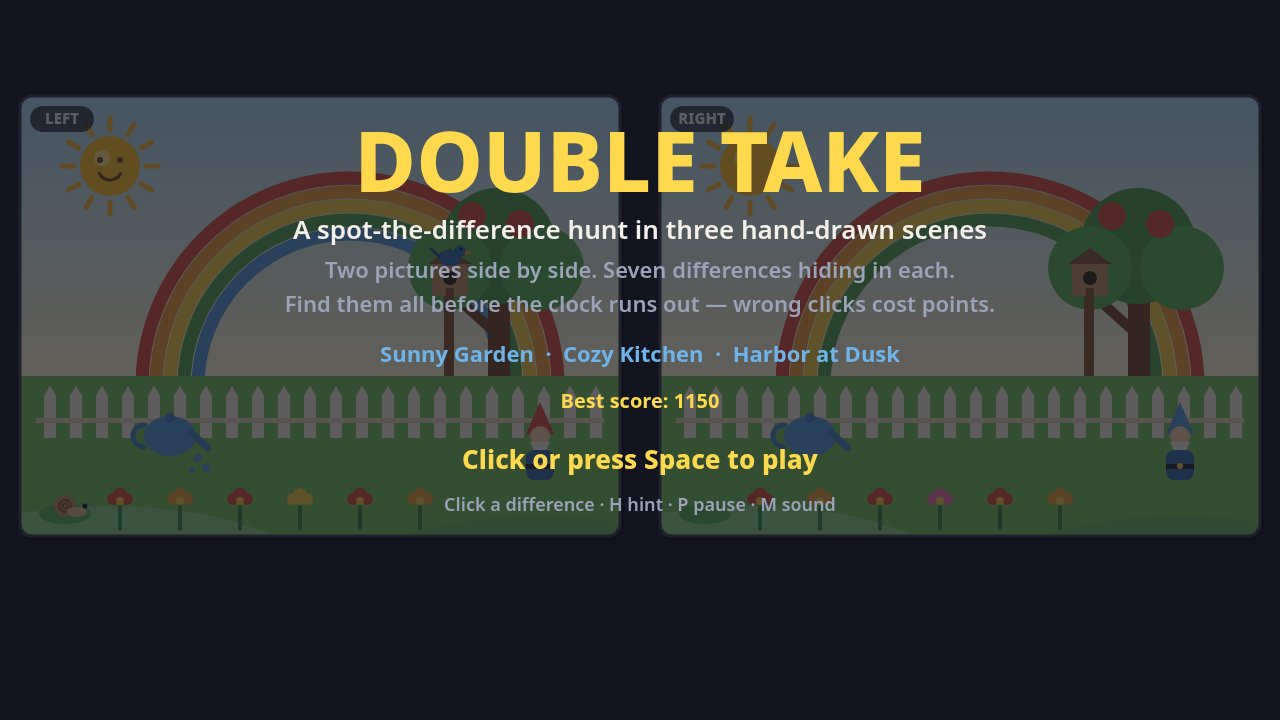 LEFT
RIGHT
DOUBLE TAKE
A spot-the-difference hunt in three hand-drawn scenes
Two pictures side by side. Seven differences hiding in each.
Find them all before the clock runs out — wrong clicks cost points.
Sunny Garden · Cozy Kitchen · Harbor at Dusk
Best score: 1150
Click or press Space to play
Click a difference · H hint · P pause · M sound